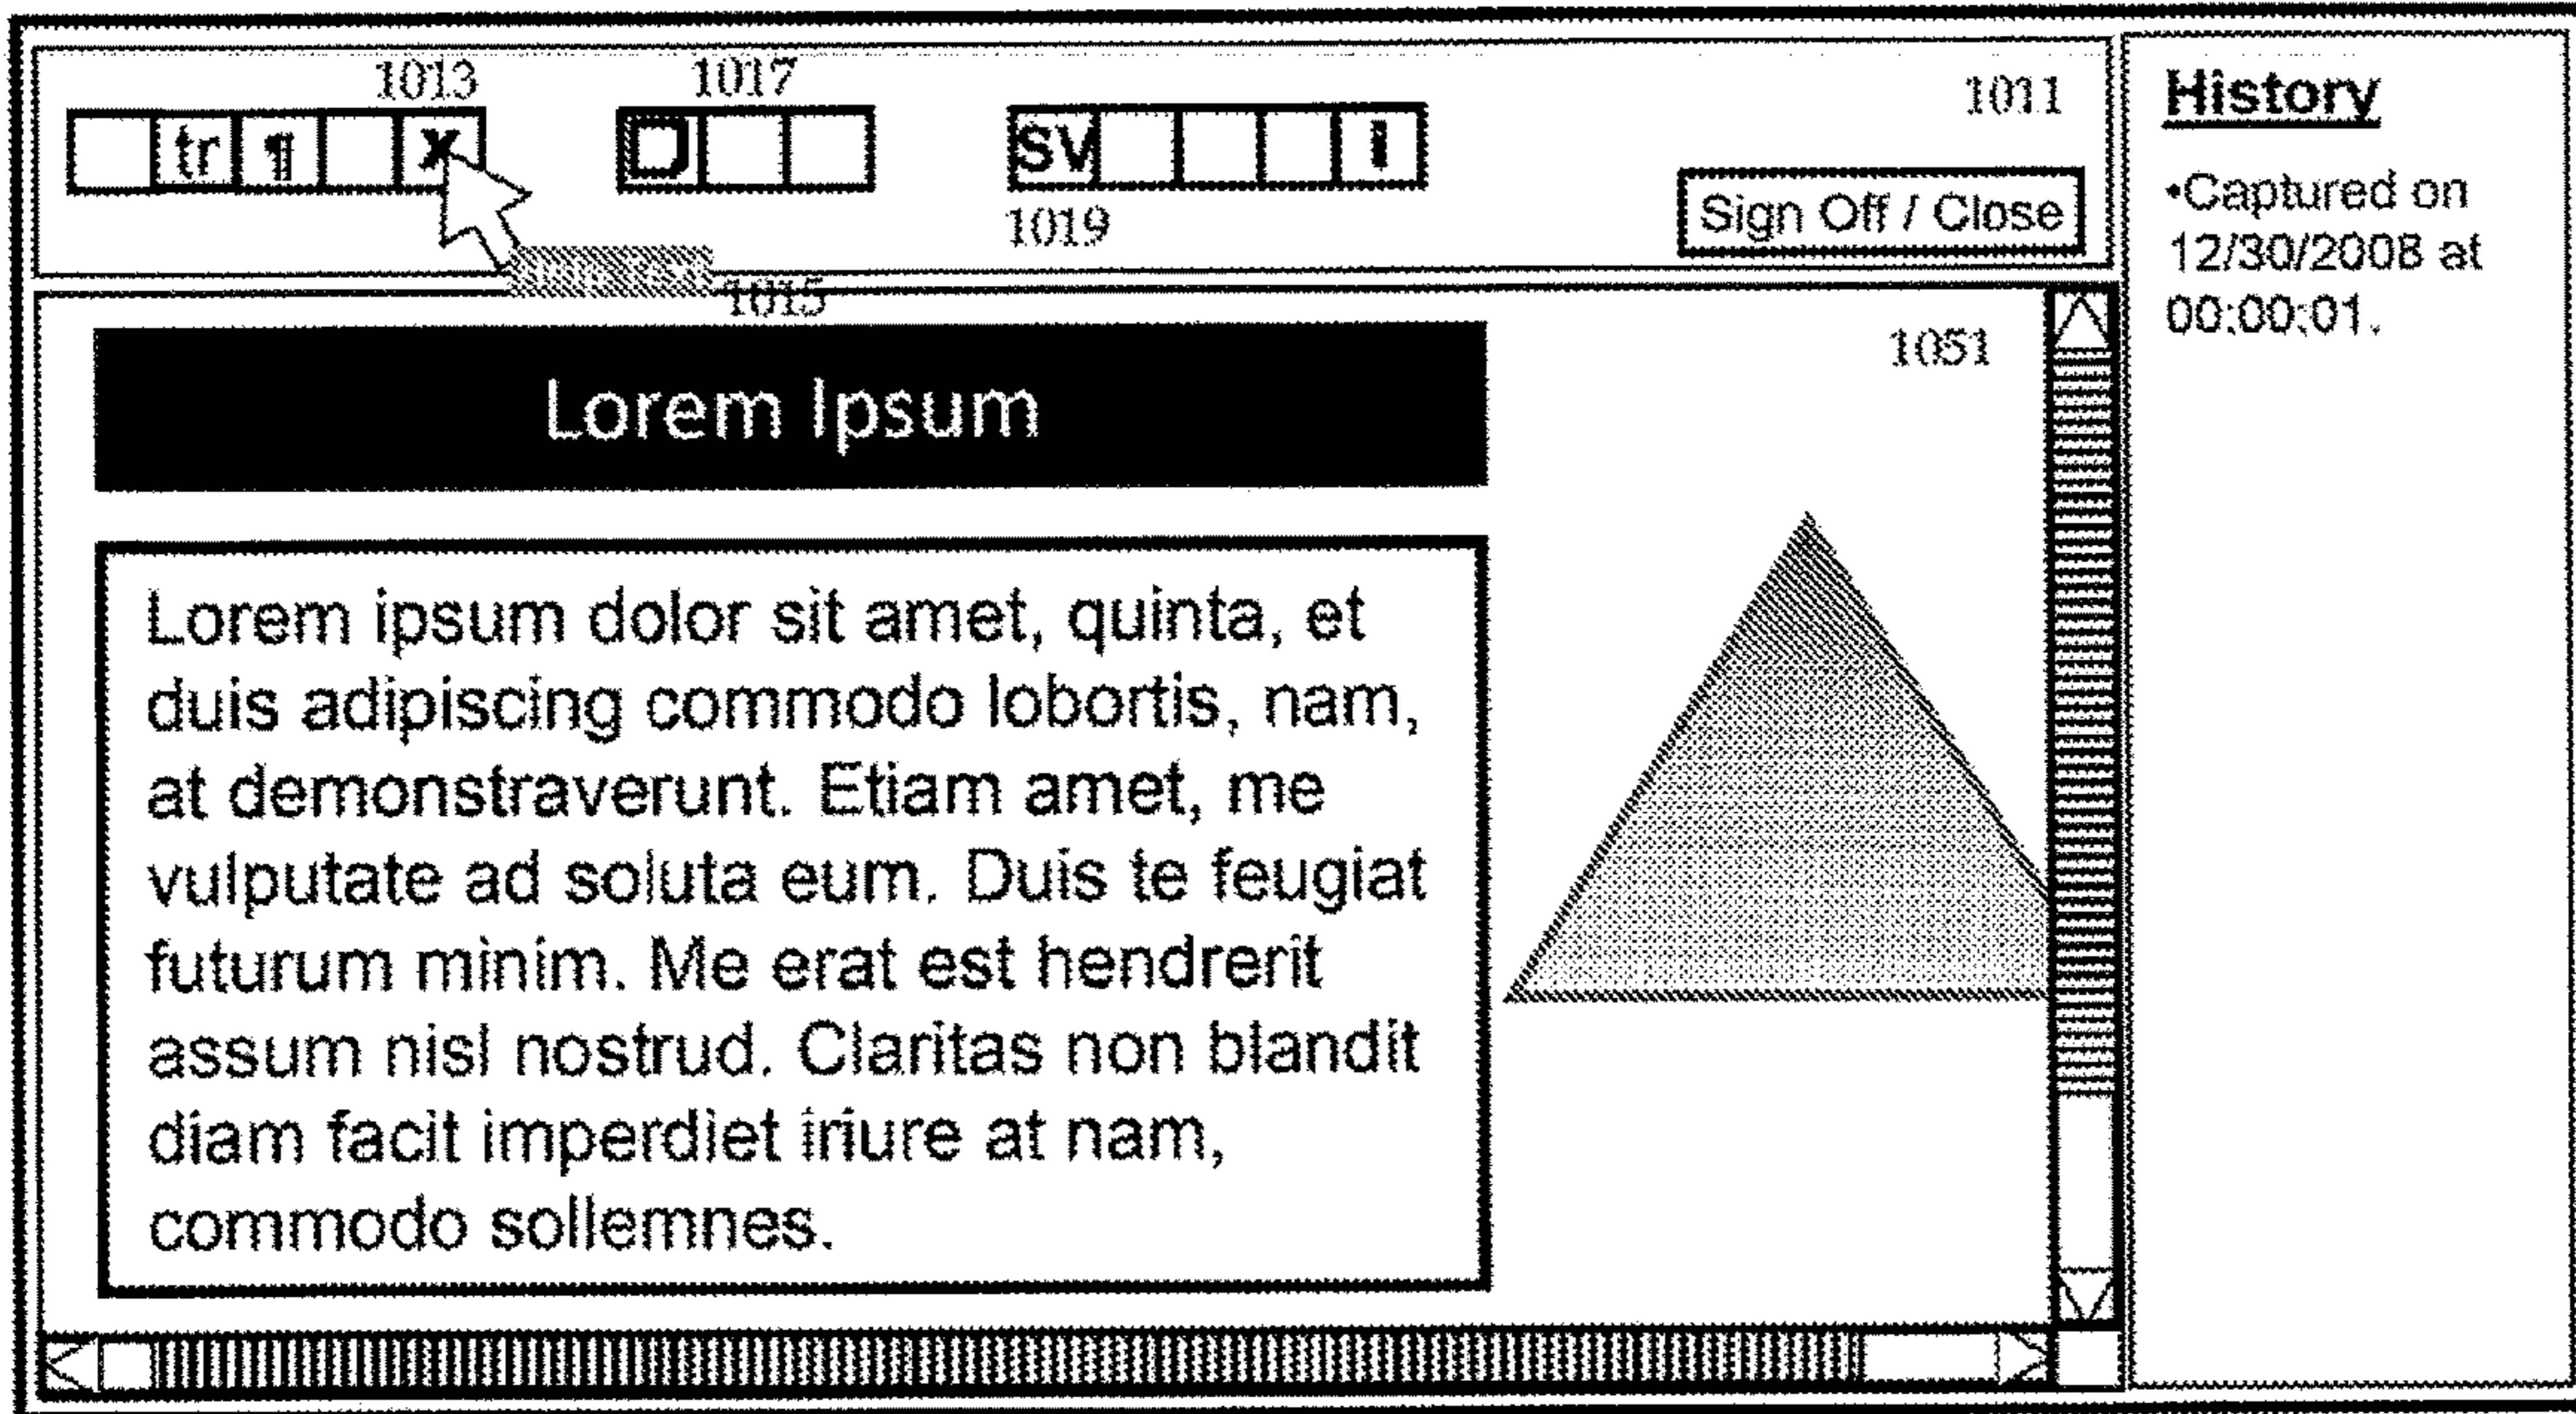 1013
1017
1011
tr ¶ x
SV I
1019
Sign Off / Close
1015
1051
Lorem Ipsum
Lorem ipsum dolor sit amet, quinta, et
duis adipiscing commodo lobortis, nam,
at demonstraverunt. Etiam amet, me
vulputate ad soluta eum. Duis te feugiat
futurum minim. Me erat est hendrerit
assum nisl nostrud. Claritas non blandit
diam facit imperdiet iriure at nam,
commodo sollemnes.
History
•Captured on
12/30/2008 at
00:00:01.